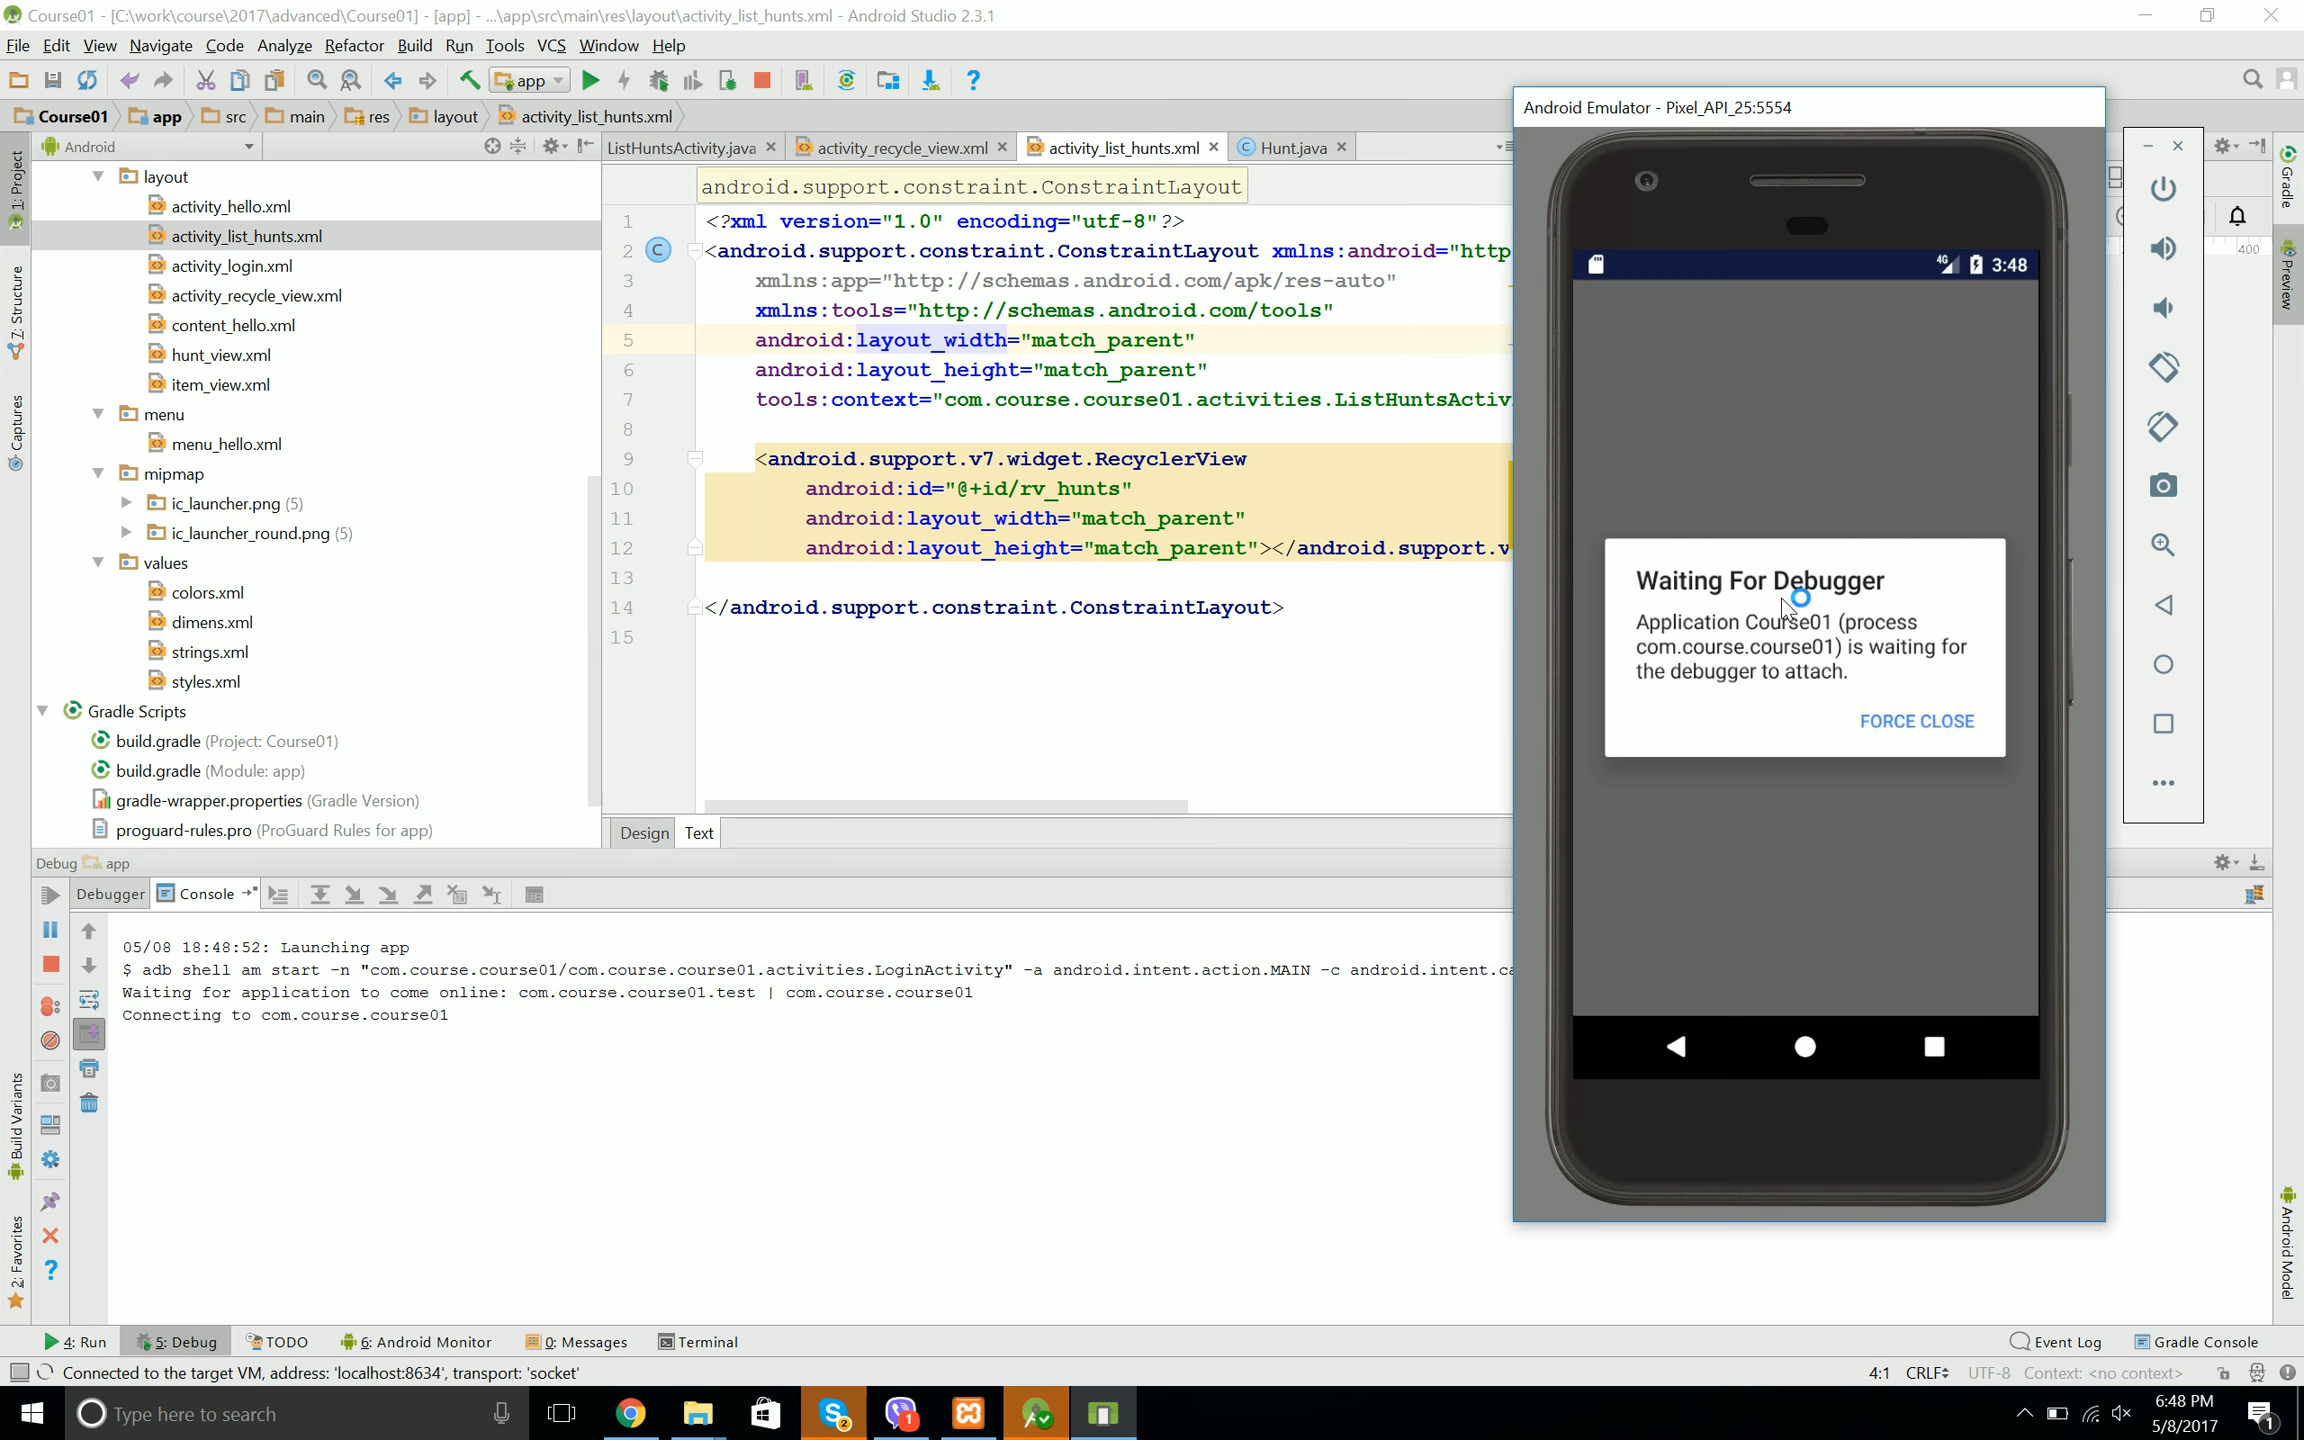 Course01 - [C:\work\course\2017\advanced\Course01] - [app] - ...\app\src\main\res\layout\activity_list_hunts.xml - Android Studio 2.3.1
File Edit View Navigate Code Analyze Refactor Build Run Tools VCS Window Help
app
Course01 app src main res layout activity_list_hunts.xml
Android Emulator - Pixel_API_25:5554
Android
ListHuntsActivity.java activity_recycle_view.xml activity_list_hunts.xml Hunt.java
1: Project
7: Structure
Captures
Build Variants
2: Favorites
layout
activity_hello.xml
activity_list_hunts.xml
activity_login.xml
activity_recycle_view.xml
content_hello.xml
hunt_view.xml
item_view.xml
menu
menu_hello.xml
mipmap
ic_launcher.png (5)
ic_launcher_round.png (5)
values
colors.xml
dimens.xml
strings.xml
styles.xml
Gradle Scripts
build.gradle (Project: Course01)
build.gradle (Module: app)
gradle-wrapper.properties (Gradle Version)
proguard-rules.pro (ProGuard Rules for app)
android.support.constraint.ConstraintLayout
1 <?xml version="1.0" encoding="utf-8"?>
2 <android.support.constraint.ConstraintLayout xmlns:android="http
3 xmlns:app="http://schemas.android.com/apk/res-auto"
4 xmlns:tools="http://schemas.android.com/tools"
5 android:layout_width="match_parent"
6 android:layout_height="match_parent"
7 tools:context="com.course.course01.activities.ListHuntsActiv
8
9 <android.support.v7.widget.RecyclerView
10 android:id="@+id/rv_hunts"
11 android:layout_width="match_parent"
12 android:layout_height="match_parent"></android.support.v
13
14 </android.support.constraint.ConstraintLayout>
15
Design Text
3:48
Waiting For Debugger
Application Course01 (process
com.course.course01) is waiting for
the debugger to attach.
FORCE CLOSE
400
Gradle
Preview
Android Model
Debug app
Debugger Console
05/08 18:48:52: Launching app
$ adb shell am start -n "com.course.course01/com.course.course01.activities.LoginActivity" -a android.intent.action.MAIN -c android.intent.ca
Waiting for application to come online: com.course.course01.test | com.course.course01
Connecting to com.course.course01
4: Run 5: Debug TODO 6: Android Monitor 0: Messages Terminal Event Log Gradle Console
Connected to the target VM, address: 'localhost:8634', transport: 'socket' 4:1 CRLF UTF-8 Context: <no context>
Type here to search
2
1
6:48 PM
5/8/2017
1